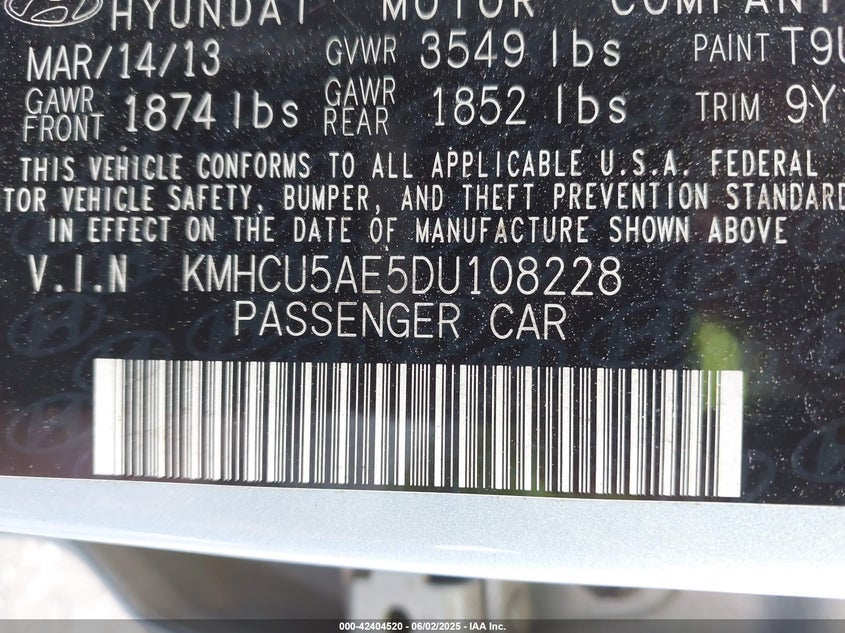 HYUNDAI MOTOR COMPANY
MAR/14/13 GVWR 3549 lbs PAINT T9U
GAWR FRONT 1874 lbs GAWR REAR 1852 lbs TRIM 9Y
THIS VEHICLE CONFORMS TO ALL APPLICABLE U.S.A. FEDERAL
TOR VEHICLE SAFETY, BUMPER, AND THEFT PREVENTION STANDARD
IN EFFECT ON THE DATE OF MANUFACTURE SHOWN ABOVE
V.I.N KMHCU5AE5DU108228
PASSENGER CAR
000-42404520 06/02/2025 - IAA Inc.